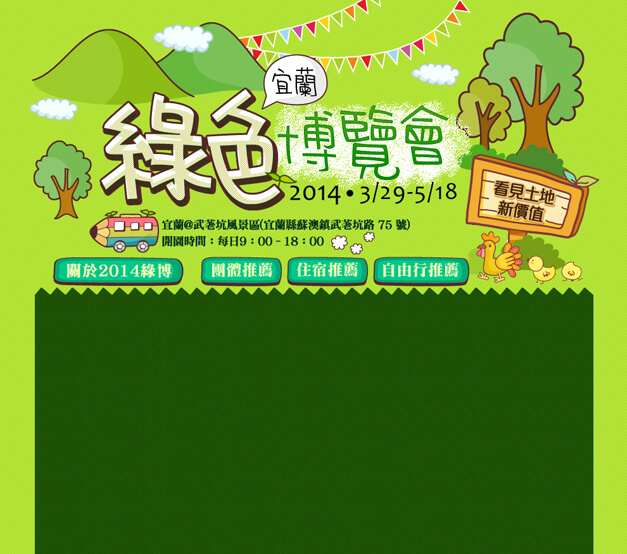 宜蘭
綠色博覽會
2014•3/29-5/18
看見土地
新價值
宜蘭@武荖坑風景區(宜蘭縣蘇澳鎮武荖坑路 75 號)
開園時間：每日9：00-18：00
關於2014綠博 團體推薦 住宿推薦 自由行推薦